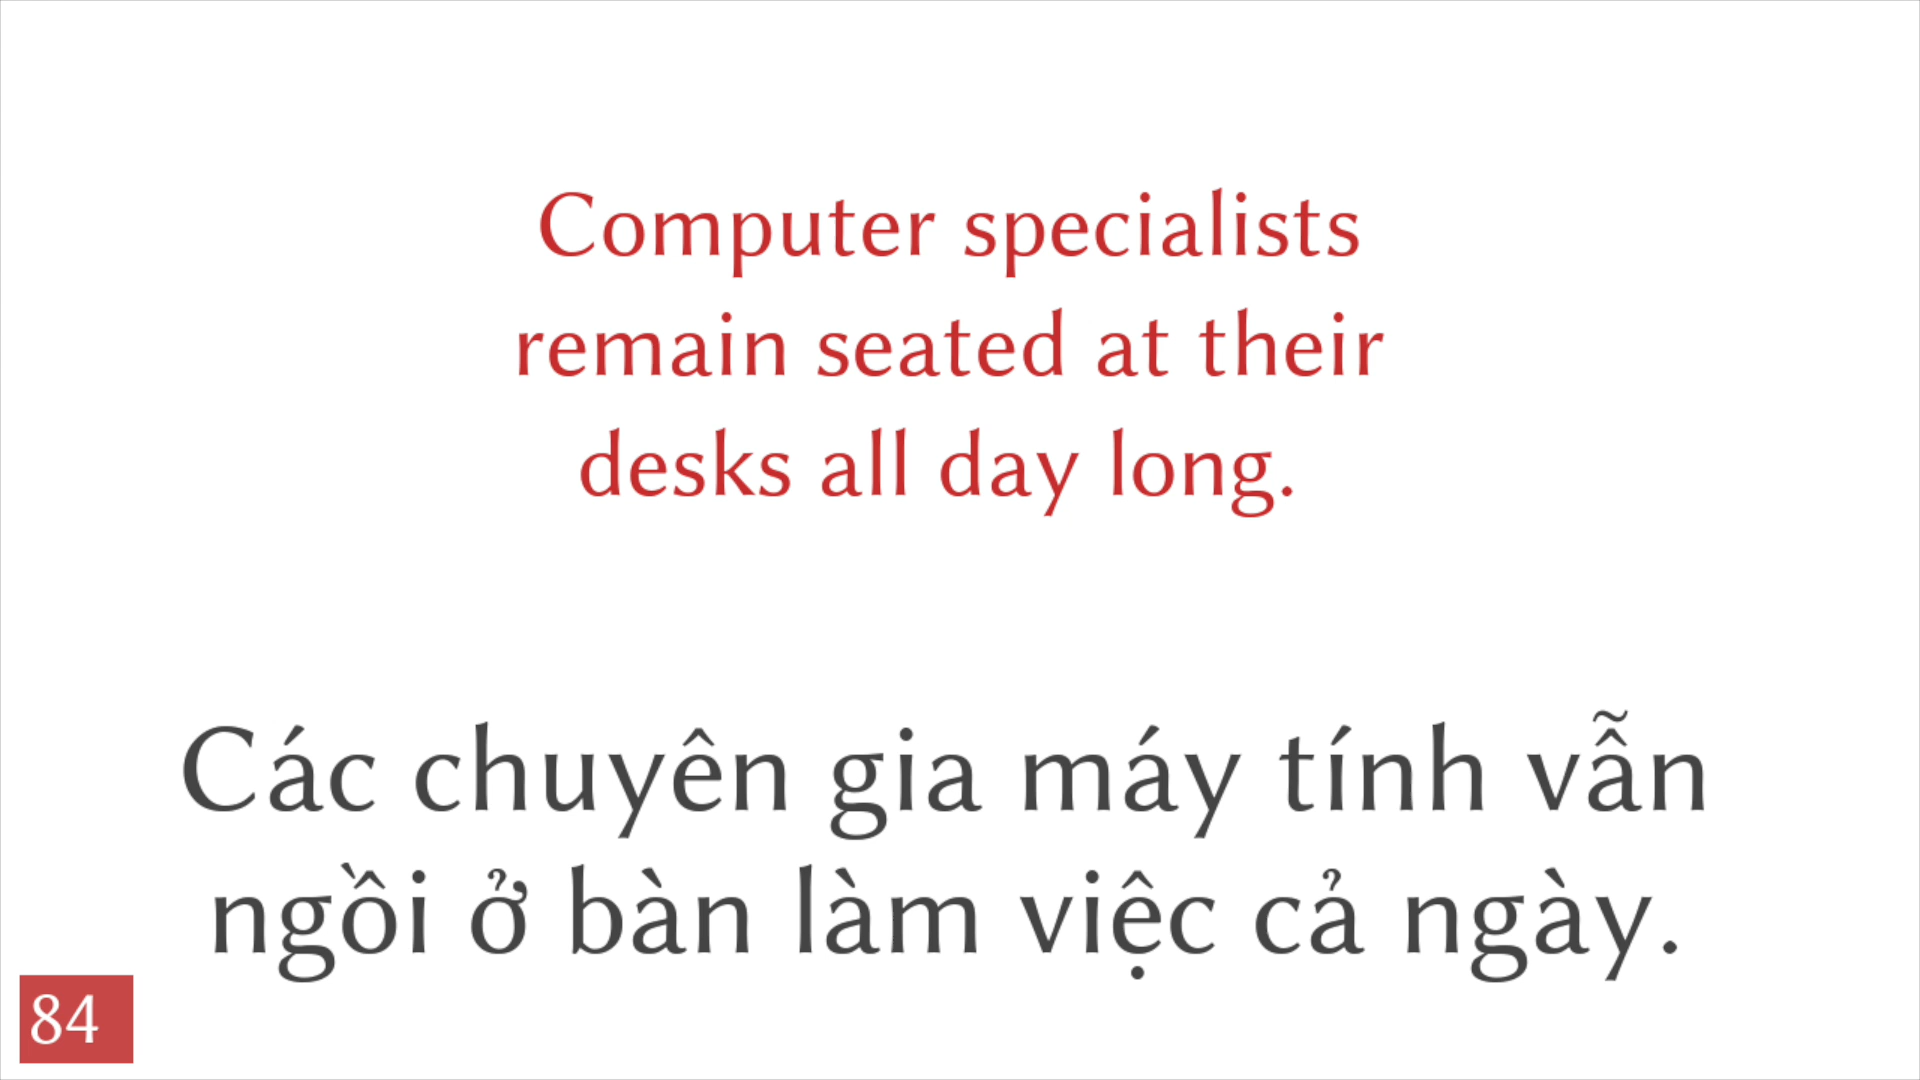 Computer specialists
remain seated at their
desks all day long.
Các chuyên gia máy tính vẫn
ngồi ở bàn làm việc cả ngày.
84